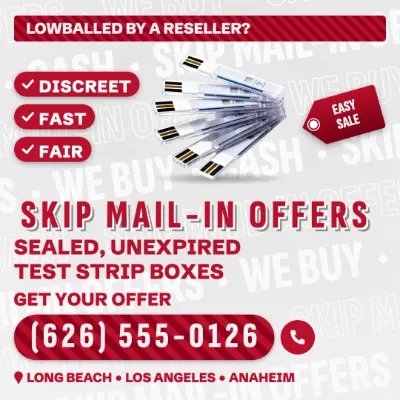 LOWBALLED BY A RESELLER?
DISCREET
FAST
FAIR
EASY
SALE
SKIP MAIL-IN OFFERS
SEALED, UNEXPIRED
TEST STRIP BOXES
GET YOUR OFFER
(626) 555-0126
LONG BEACH • LOS ANGELES • ANAHEIM